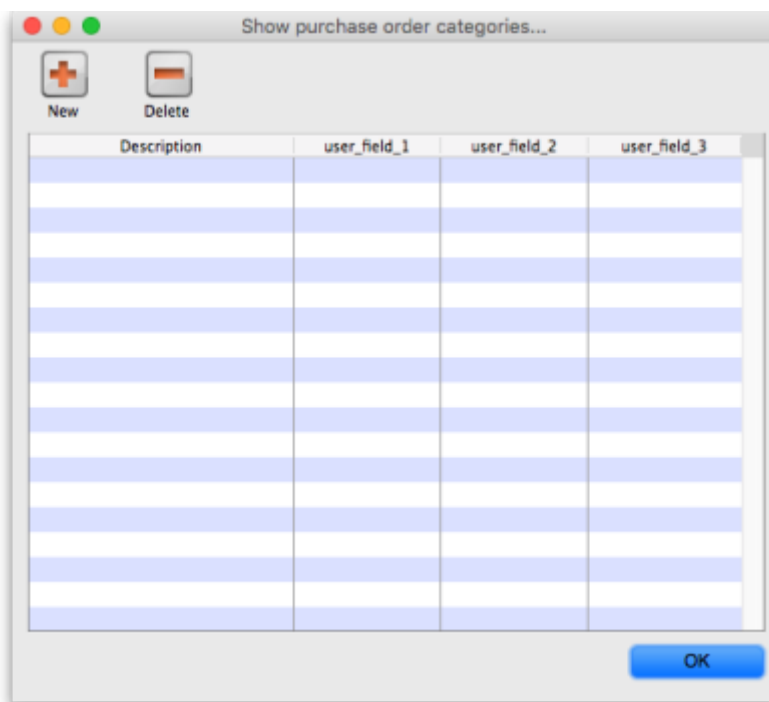 Show purchase order categories...
New Delete
Description user_field_1 user_field_2 user_field_3
OK